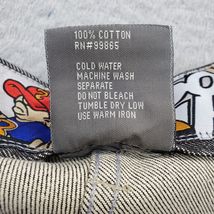 100% COTTON
RN#99865
COLD WATER
MACHINE WASH
SEPARATE
DO NOT BLEACH
TUMBLE DRY LOW
USE WARM IRON